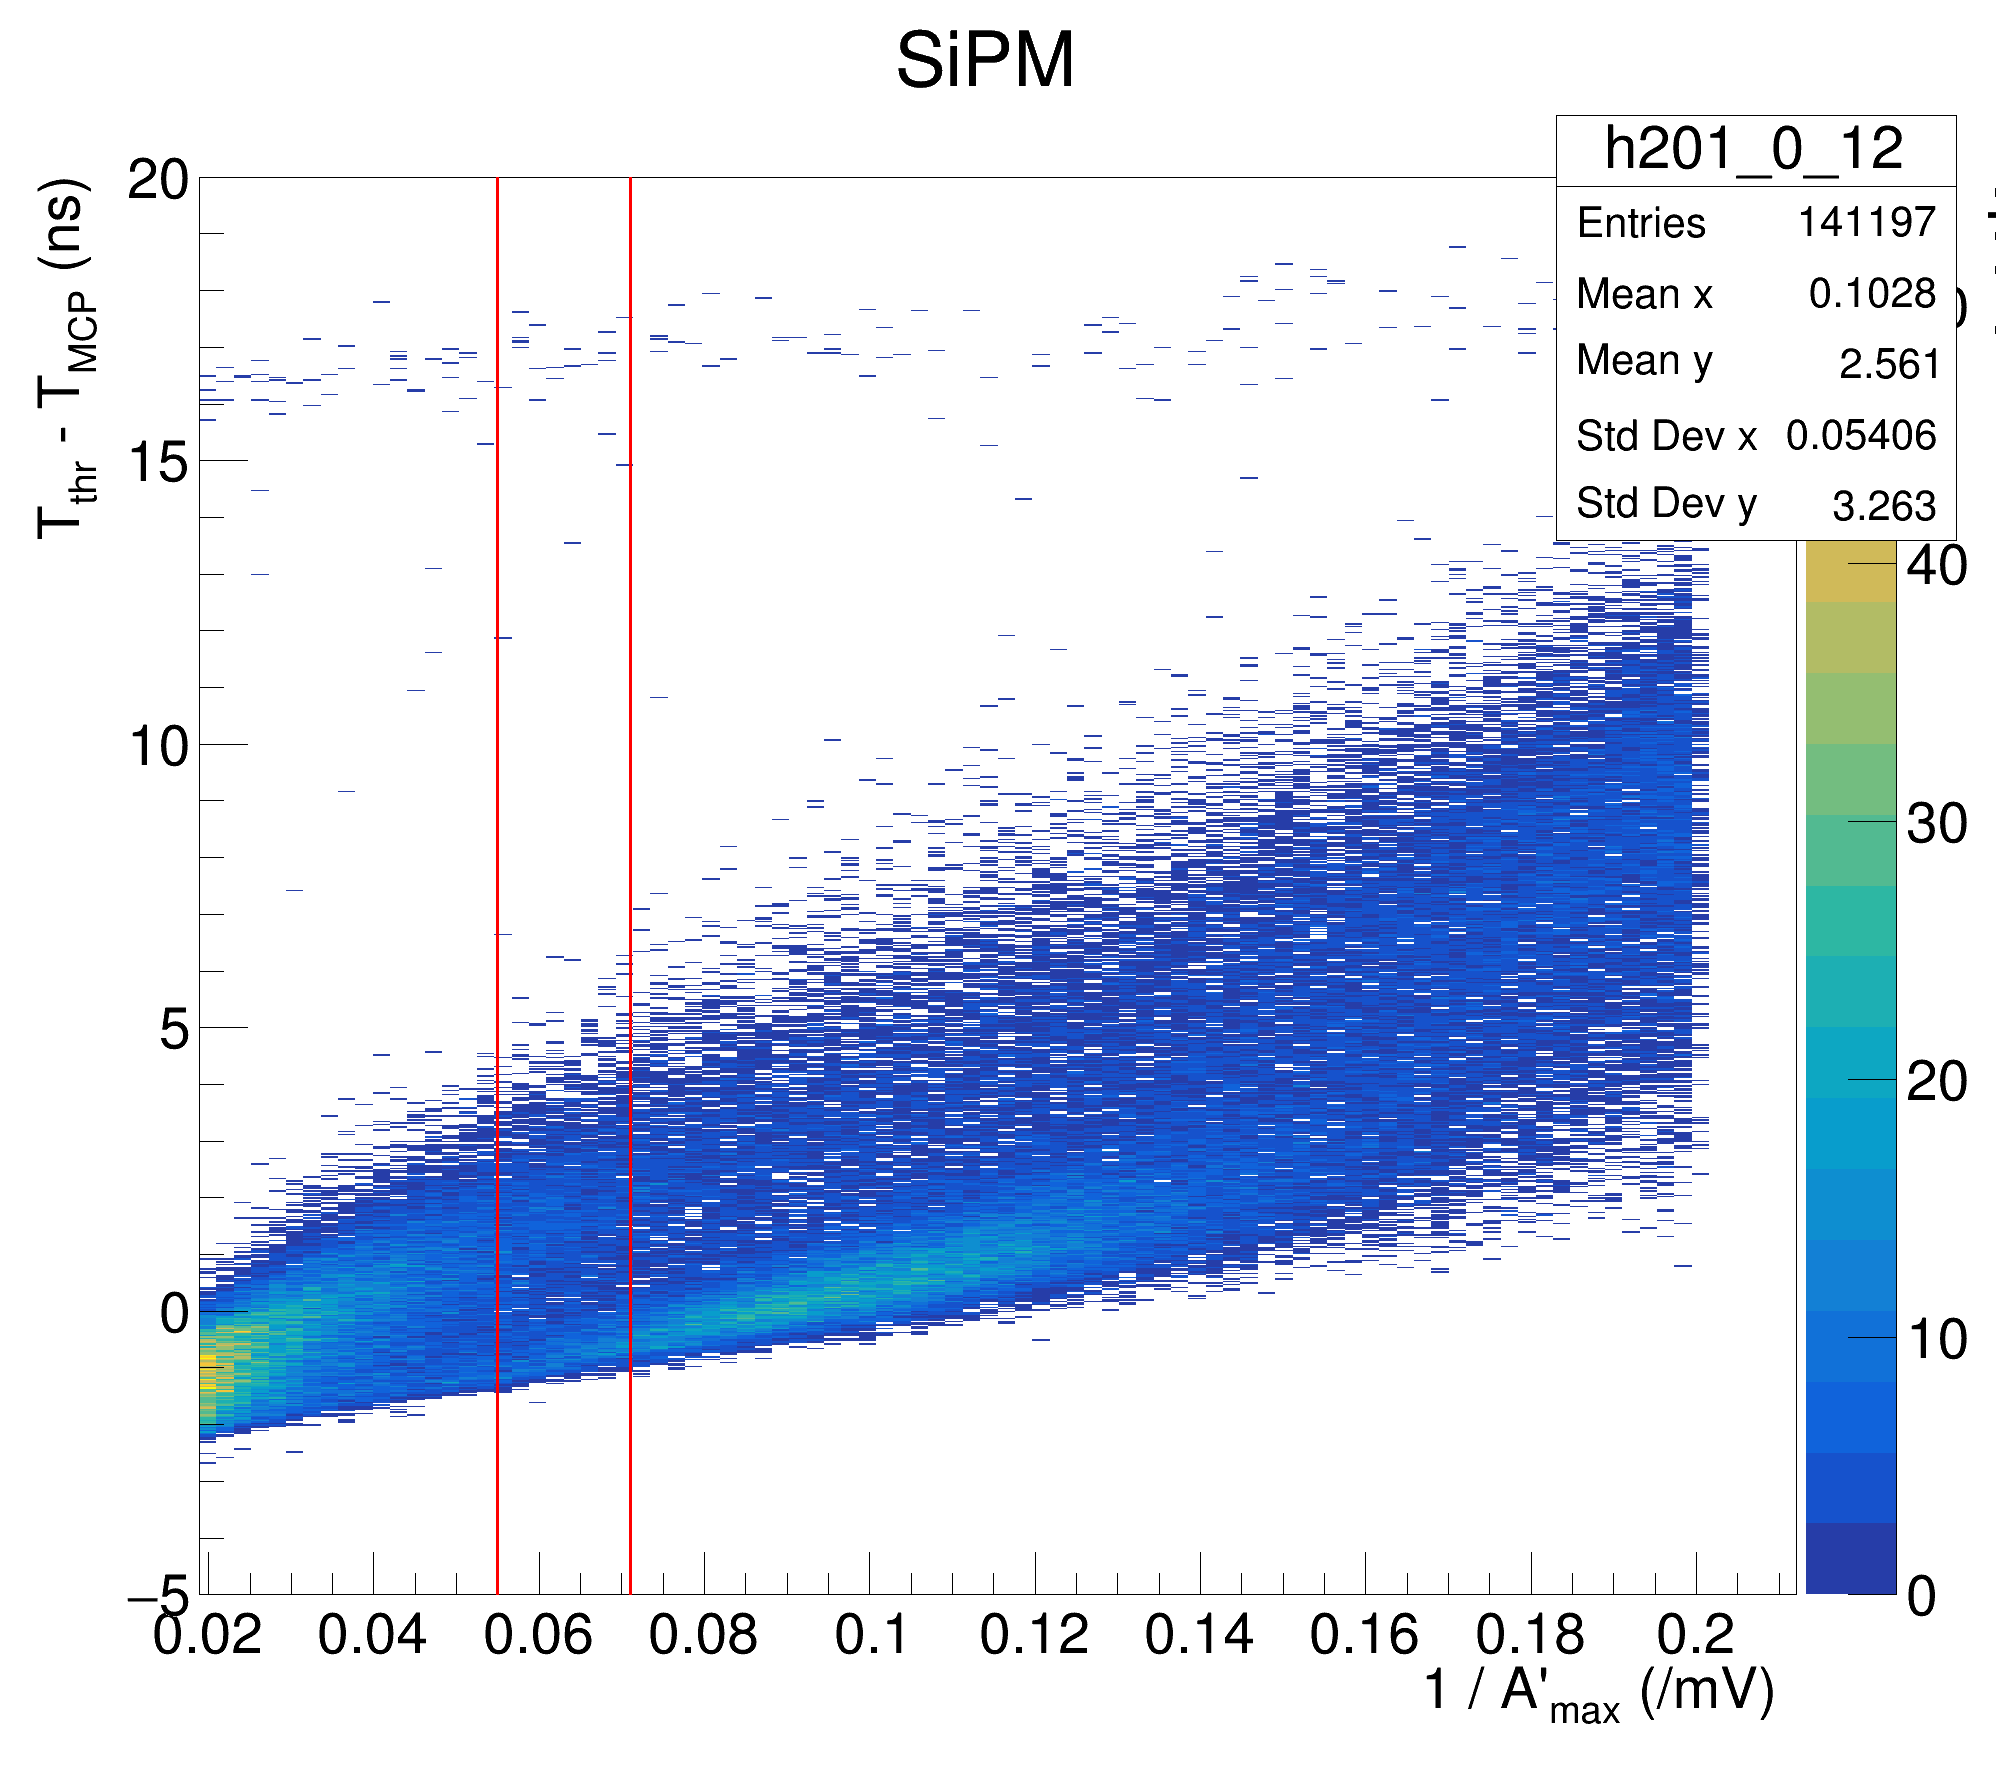 SiPM
h201_0_12
Entries 141197
Mean x 0.1028
Mean y 2.561
Std Dev x 0.05406
Std Dev y 3.263
T_thr - T_MCP (ns)
20
15
10
5
0
−5
0.02 0.04 0.06 0.08 0.1 0.12 0.14 0.16 0.18 0.2
1 / A'_max (/mV)
40
30
20
10
0